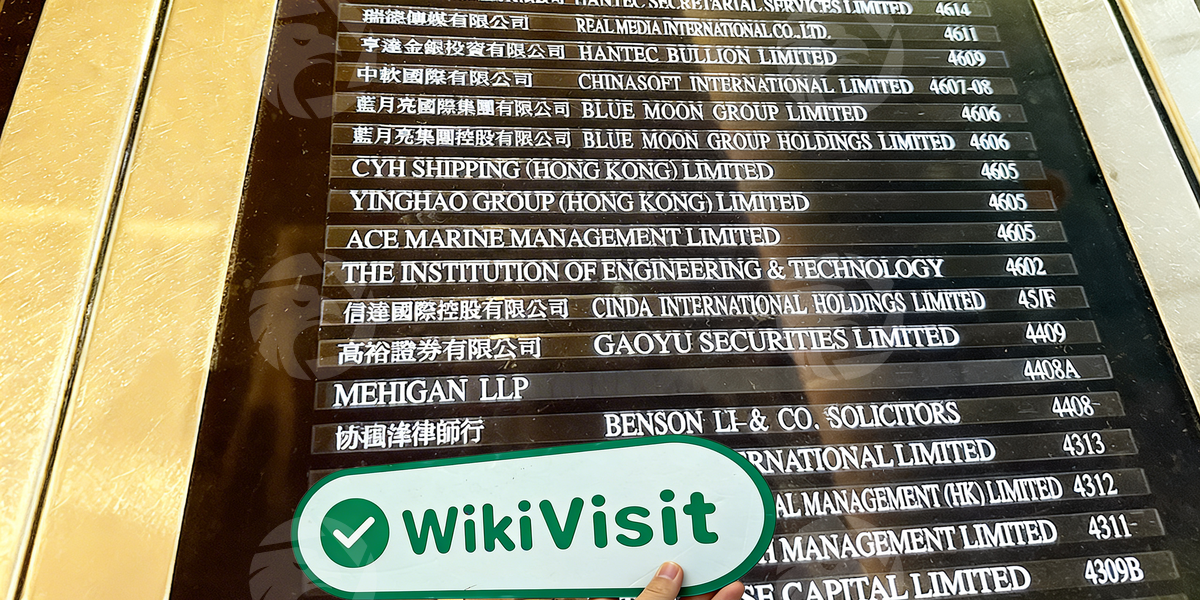 HANTEC SECRETARIAL SERVICES LIMITED 4614
瑞德傳媒有限公司 REAL MEDIA INTERNATIONAL CO., LTD. 4611
亨達金銀投資有限公司 HANTEC BULLION LIMITED 4609
中軟國際有限公司 CHINASOFT INTERNATIONAL LIMITED 4607-08
藍月亮國際集團有限公司 BLUE MOON GROUP LIMITED 4606
藍月亮集團控股有限公司 BLUE MOON GROUP HOLDINGS LIMITED 4606
CYH SHIPPING (HONG KONG) LIMITED 4605
YINGHAO GROUP (HONG KONG) LIMITED 4605
ACE MARINE MANAGEMENT LIMITED 4605
THE INSTITUTION OF ENGINEERING & TECHNOLOGY 4602
信達國際控股有限公司 CINDA INTERNATIONAL HOLDINGS LIMITED 45/F
高裕證券有限公司 GAOYU SECURITIES LIMITED 4409
MEHIGAN LLP 4408A
律師行 BENSON LI & CO. SOLICITORS 4408
RNATIONAL LIMITED 4313
AL MANAGEMENT (HK) LIMITED 4312
MANAGEMENT LIMITED 4311
SE CAPITAL LIMITED 4309B
WikiVisit